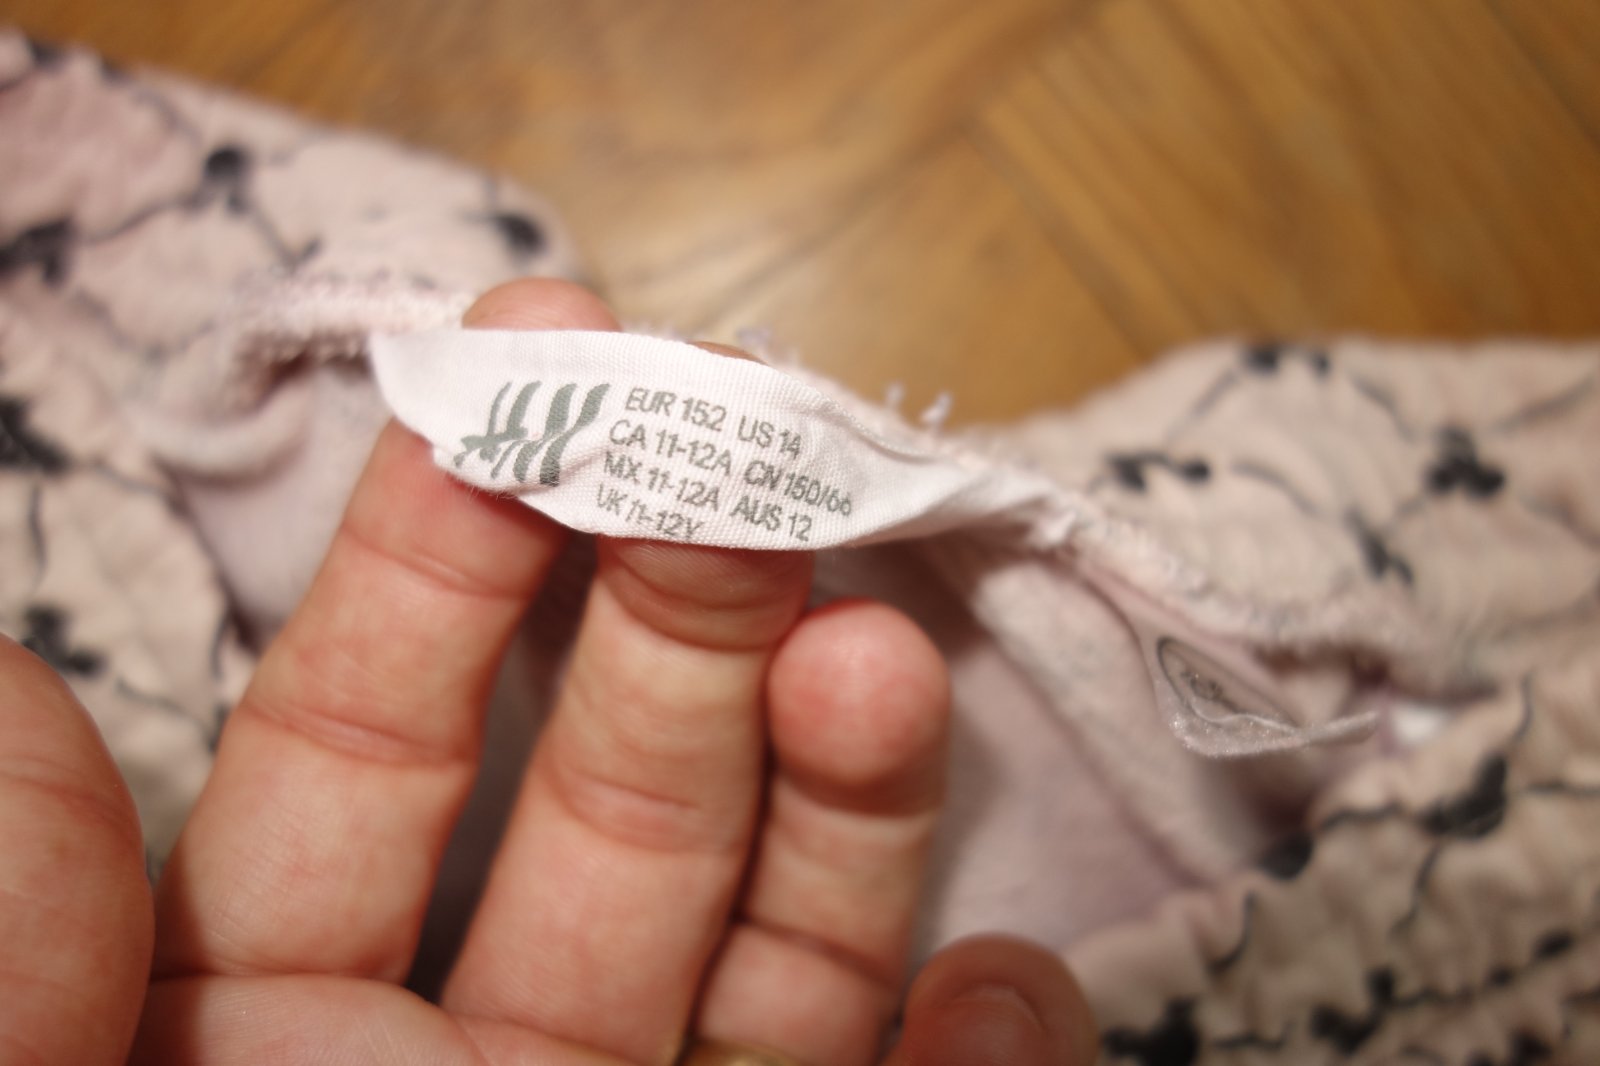 H&M
EUR 152 US 14
CA 11-12A CN 150/66
MX 11-12A AUS 12
UK 11-12Y